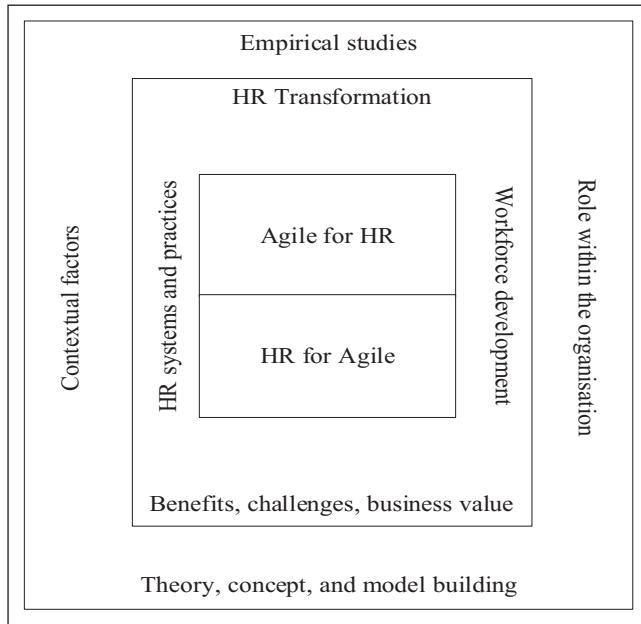 Empirical studies
HR Transformation
Contextual factors
HR systems and practices
Agile for HR
HR for Agile
Workforce development
Role within the organisation
Benefits, challenges, business value
Theory, concept, and model building